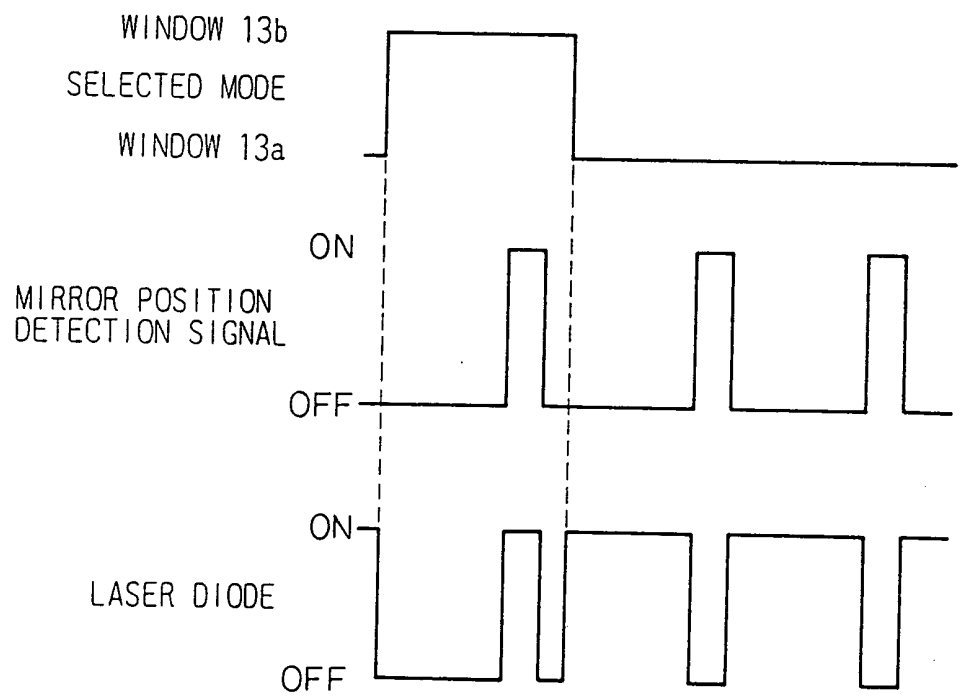 WINDOW 13b
SELECTED MODE
WINDOW 13a
ON
MIRROR POSITION
DETECTION SIGNAL
OFF
ON
LASER DIODE
OFF